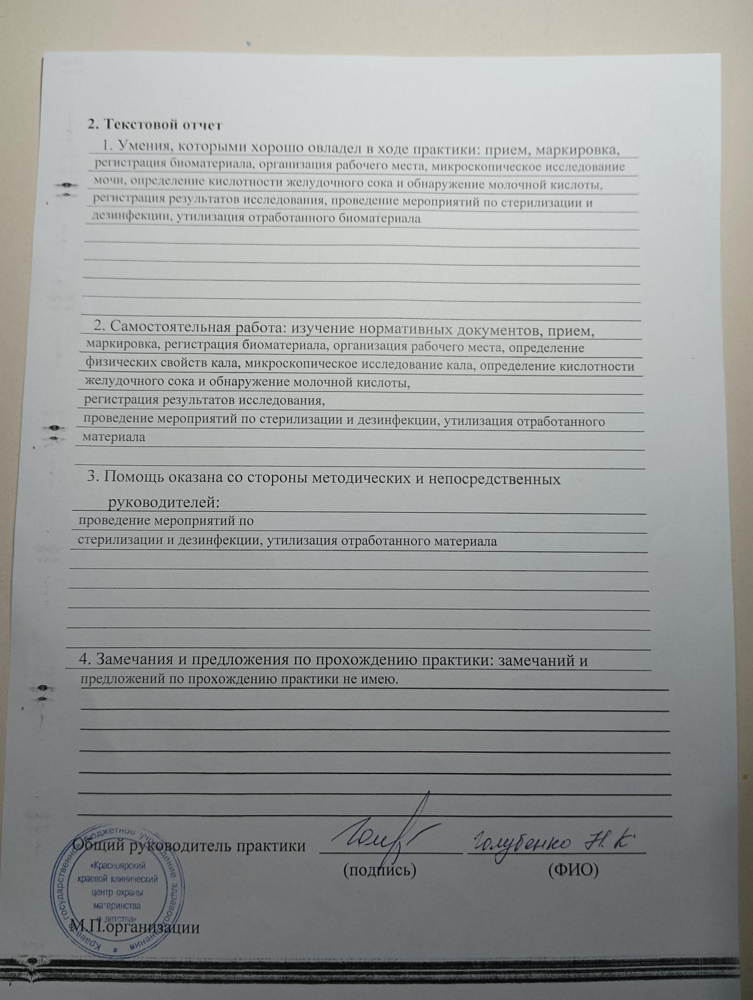 2. Текстовой отчет
1. Умения, которыми хорошо овладел в ходе практики: прием, маркировка,
регистрация биоматериала, организация рабочего места, микроскопическое исследование
мочи, определение кислотности желудочного сока и обнаружение молочной кислоты,
регистрация результатов исследования, проведение мероприятий по стерилизации и
дезинфекции, утилизация отработанного биоматериала
2. Самостоятельная работа: изучение нормативных документов, прием,
маркировка, регистрация биоматериала, организация рабочего места, определение
физических свойств кала, микроскопическое исследование кала, определение кислотности
желудочного сока и обнаружение молочной кислоты,
регистрация результатов исследования,
проведение мероприятий по стерилизации и дезинфекции, утилизация отработанного
материала
3. Помощь оказана со стороны методических и непосредственных
руководителей:
проведение мероприятий по
стерилизации и дезинфекции, утилизация отработанного материала
4. Замечания и предложения по прохождению практики: замечаний и
предложений по прохождению практики не имею.
Общий руководитель практики Голубенко Н.К.
(подпись) (ФИО)
М.П.организации
Краевое государственное бюджетное учреждение здравоохранения *
«Красноярский
краевой клинический
центр охраны
материнства
и детства»